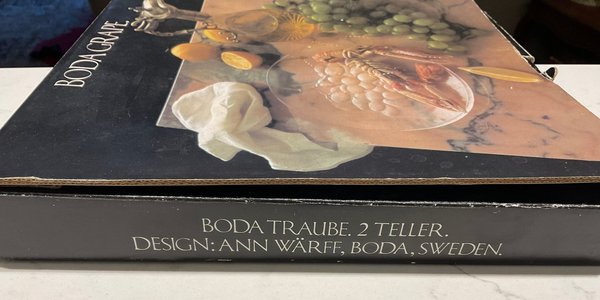 BODA GRAPE
BODA TRAUBE. 2 TELLER.
DESIGN: ANN WÄRFF, BODA, SWEDEN.